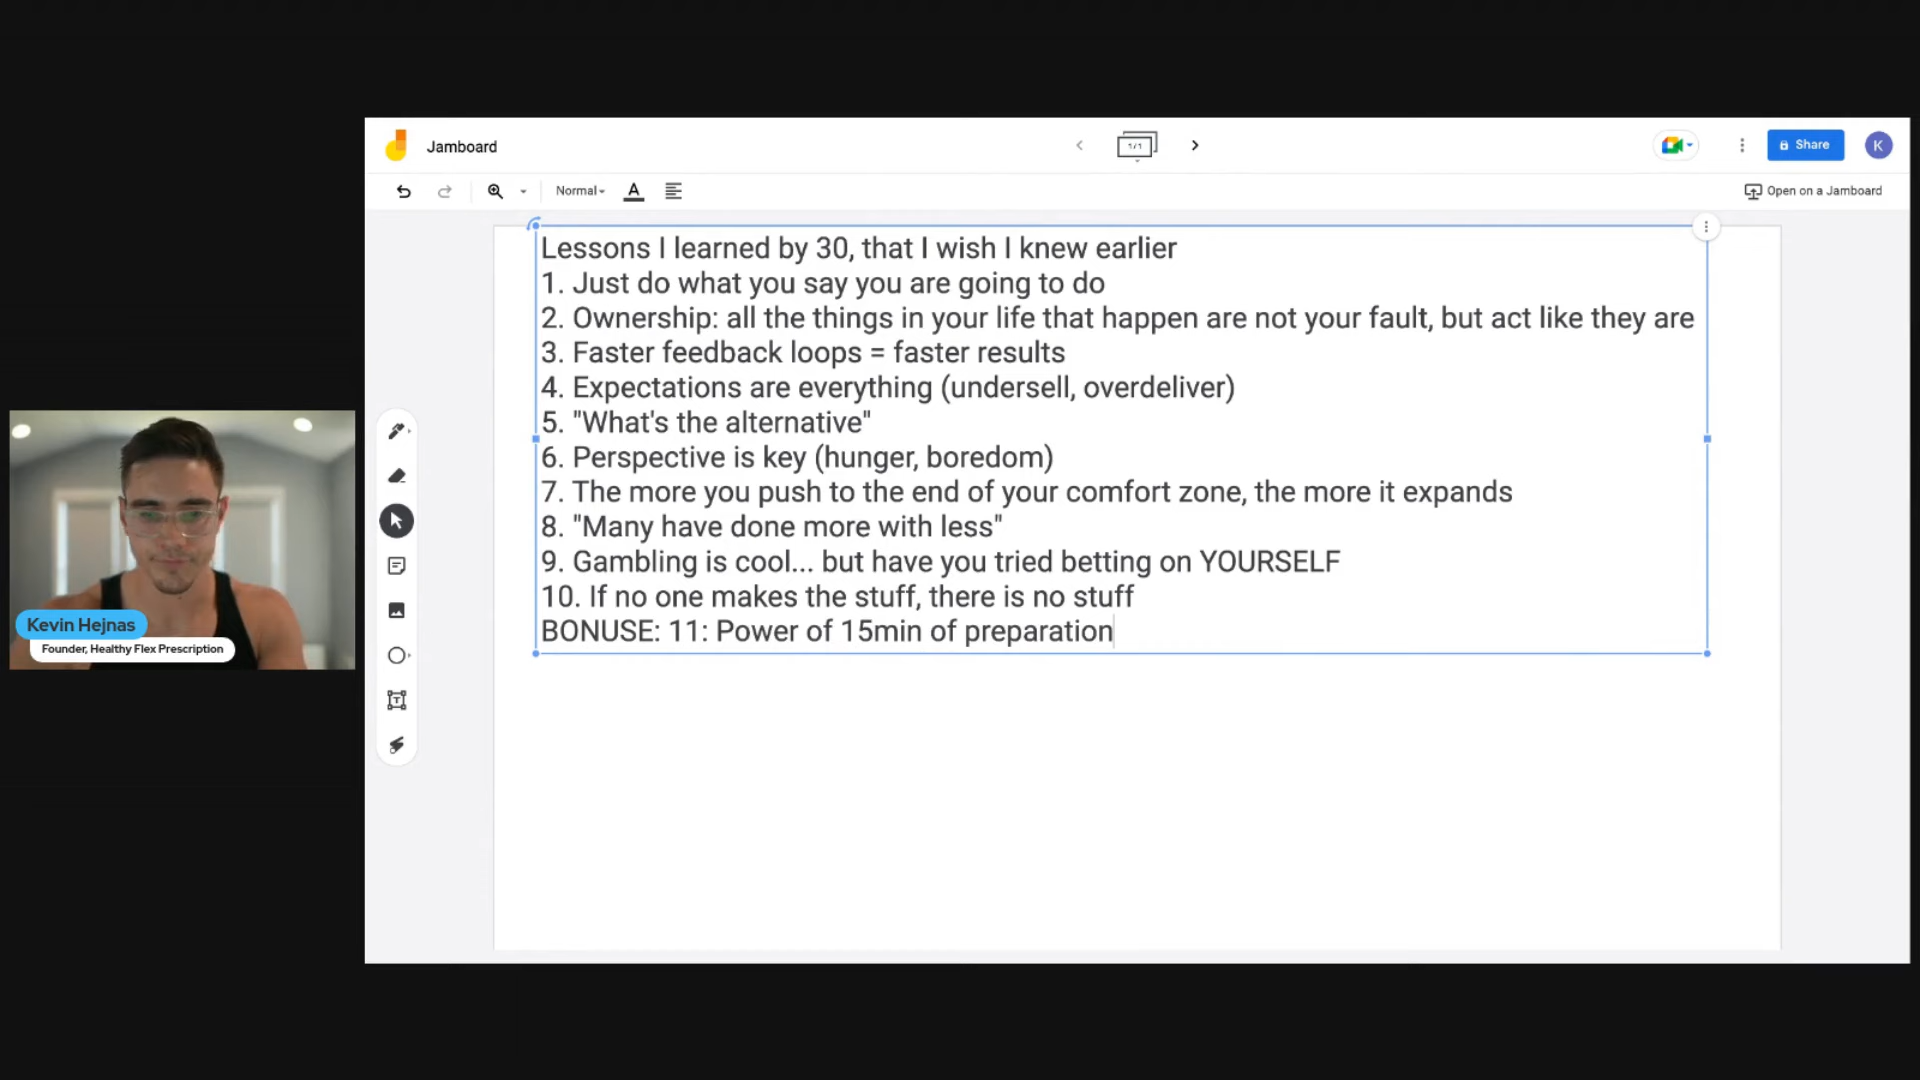 Jamboard
1/1
Share
K
Normal
A
Open on a Jamboard
Lessons I learned by 30, that I wish I knew earlier
1. Just do what you say you are going to do
2. Ownership: all the things in your life that happen are not your fault, but act like they are
3. Faster feedback loops = faster results
4. Expectations are everything (undersell, overdeliver)
5. "What's the alternative"
6. Perspective is key (hunger, boredom)
7. The more you push to the end of your comfort zone, the more it expands
8. "Many have done more with less"
9. Gambling is cool... but have you tried betting on YOURSELF
10. If no one makes the stuff, there is no stuff
BONUSE: 11: Power of 15min of preparation
Kevin Hejnas
Founder, Healthy Flex Prescription